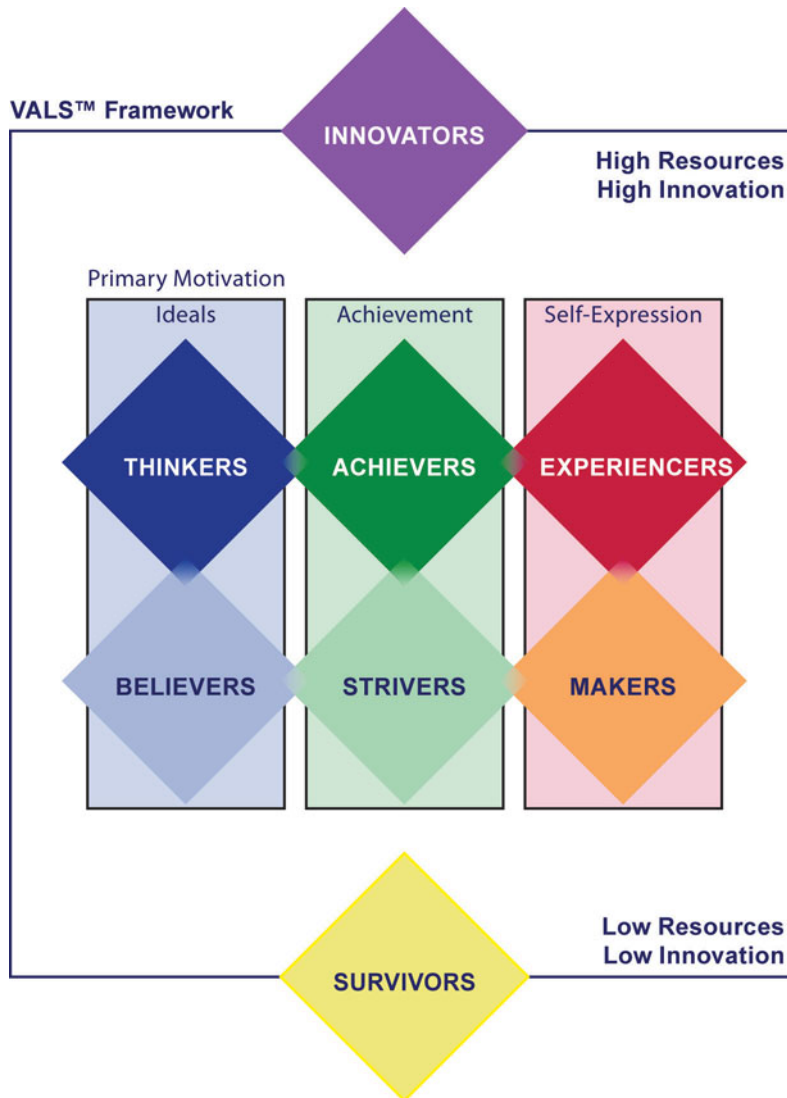 VALS™ Framework
INNOVATORS
High Resources
High Innovation
Primary Motivation
Ideals
Achievement
Self-Expression
THINKERS
ACHIEVERS
EXPERIENCERS
BELIEVERS
STRIVERS
MAKERS
Low Resources
Low Innovation
SURVIVORS